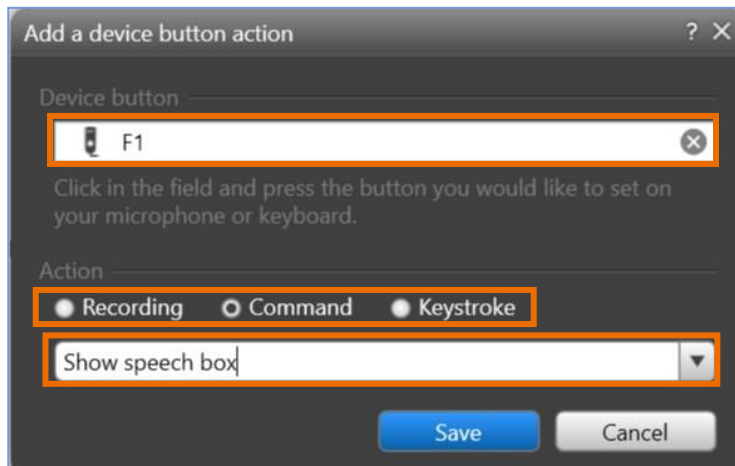 Add a device button action ? ×
Device button
F1
Click in the field and press the button you would like to set on
your microphone or keyboard.
Action
Recording Command Keystroke
Show speech box
Save Cancel